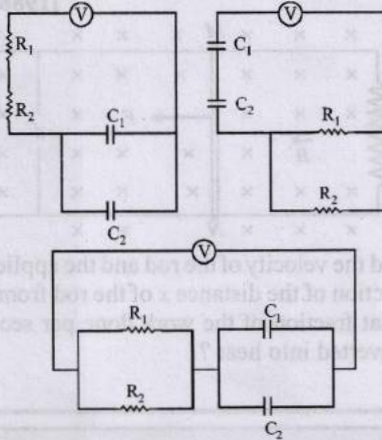 V V
R₁ C₁
R₂ C₂
C₁ R₁
C₂ R₂
V
R₁ C₁
R₂ C₂
d the velocity of the rod and the applie
ction of the distance x of the rod from
at fraction of the work done per sec
verted into heat ?